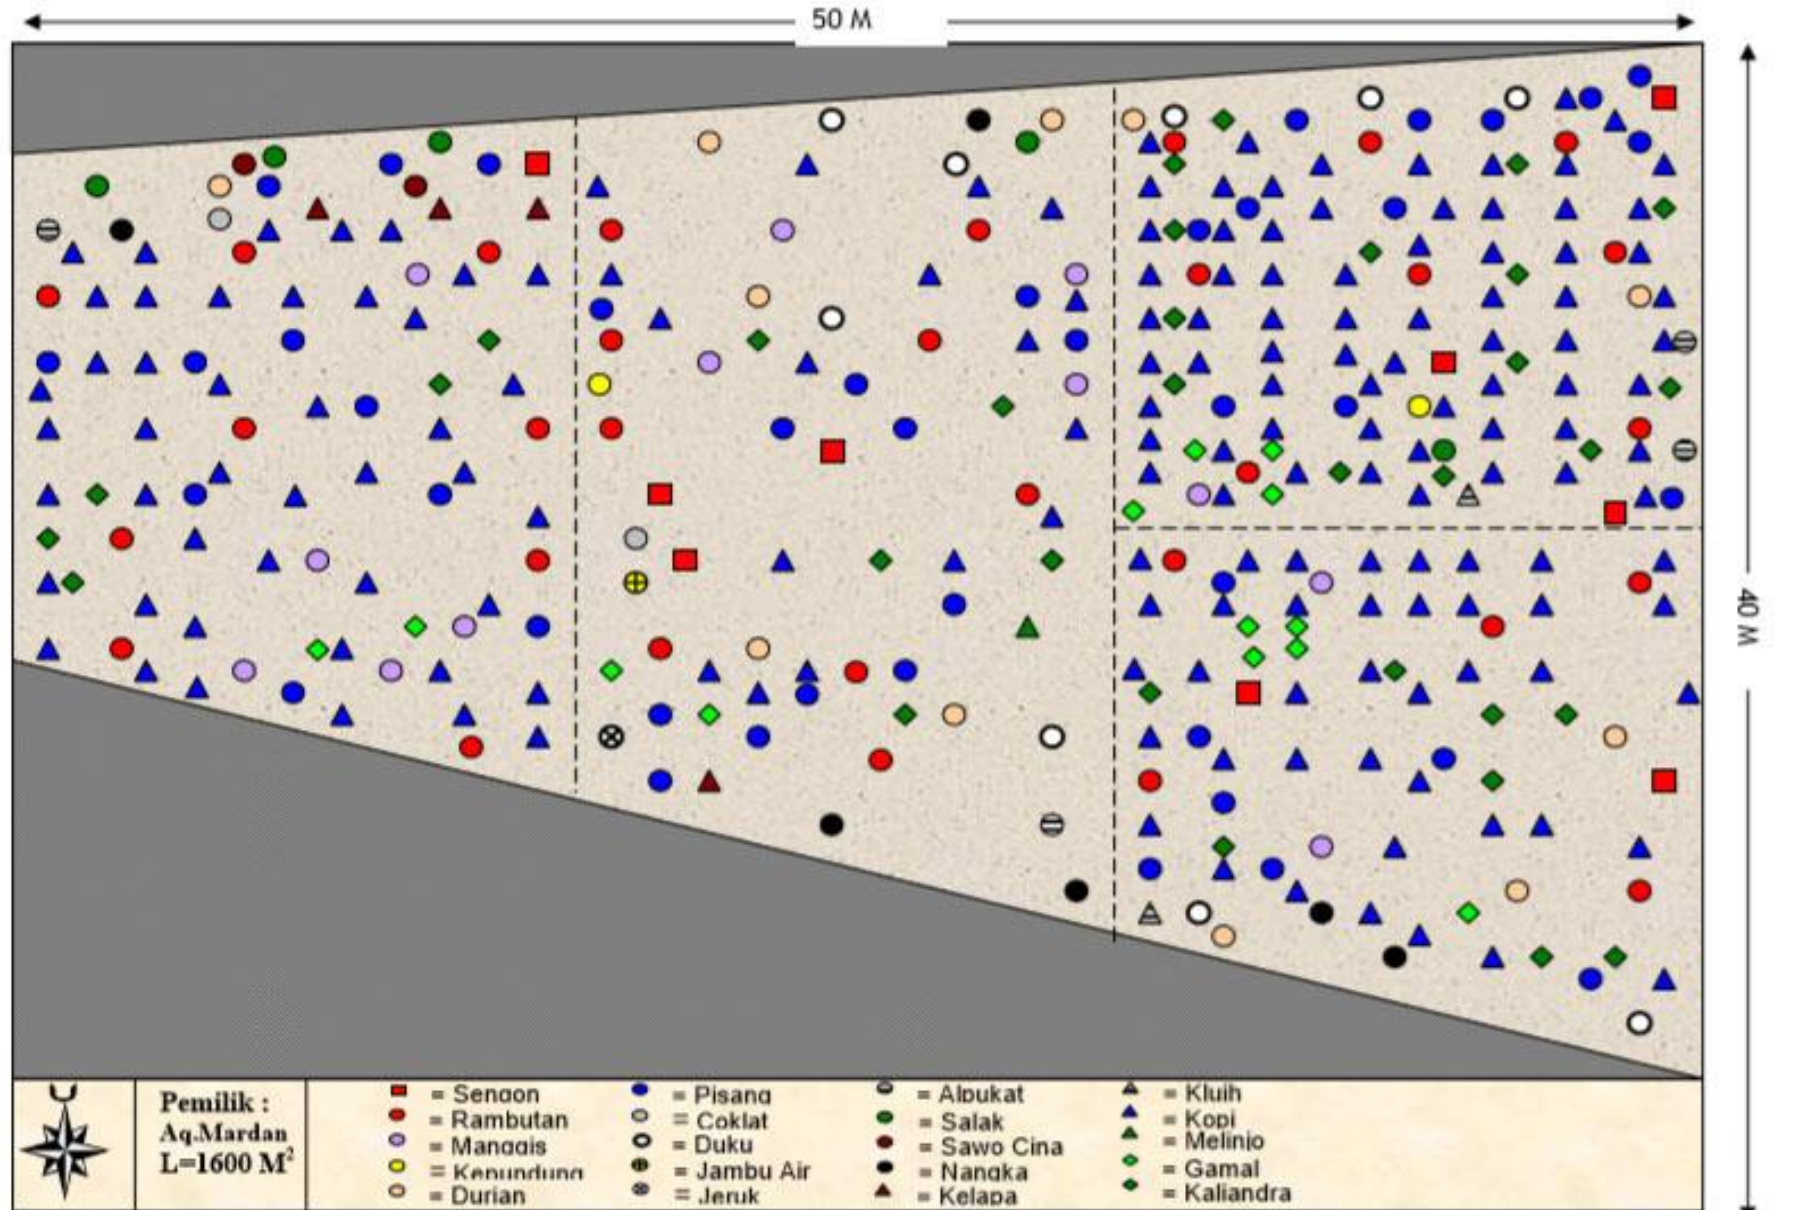 50 M
40 M
U
Pemilik :
Aq.Mardan
L=1600 M²
= Sengon
= Rambutan
= Manggis
= Kepundung
= Durian
= Pisang
= Coklat
= Duku
= Jambu Air
= Jeruk
= Alpukat
= Salak
= Sawo Cina
= Nangka
= Kelapa
= Kluih
= Kopi
= Melinjo
= Gamal
= Kaliandra